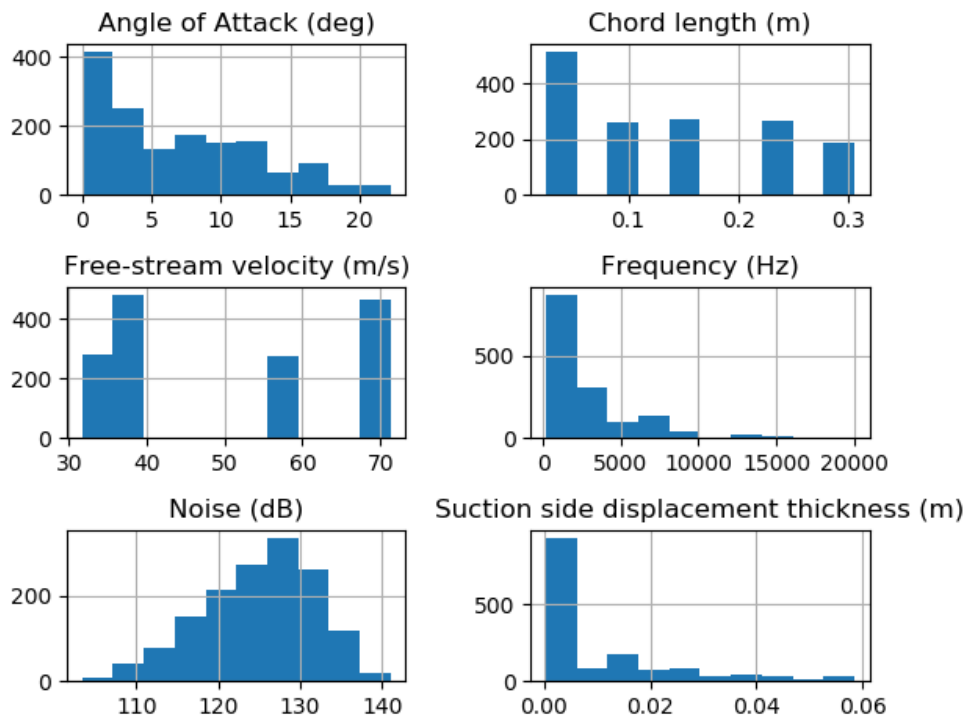 Angle of Attack (deg)
400
200
0
0 5 10 15 20
Chord length (m)
400
200
0
0.1 0.2 0.3
Free-stream velocity (m/s)
400
200
0
30 40 50 60 70
Frequency (Hz)
500
0
0 5000 10000 15000 20000
Noise (dB)
200
0
110 120 130 140
Suction side displacement thickness (m)
500
0
0.00 0.02 0.04 0.06